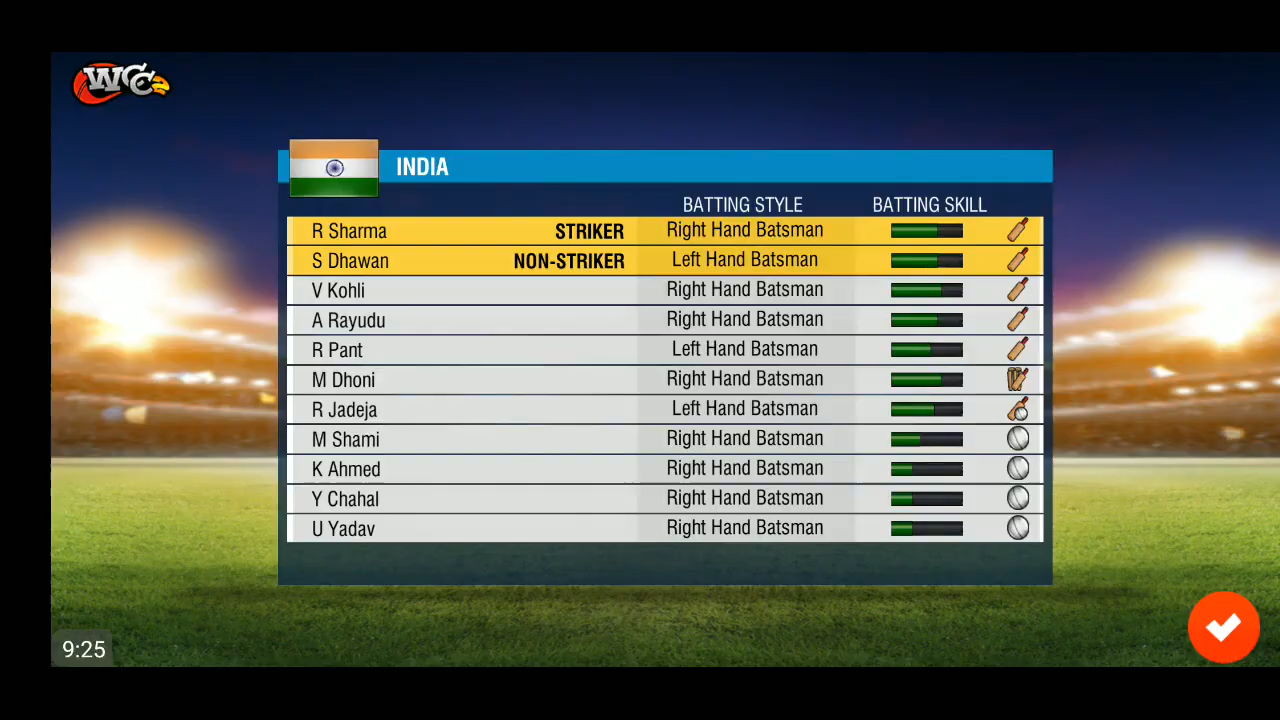 WCC
INDIA
BATTING STYLE BATTING SKILL
R Sharma STRIKER Right Hand Batsman
S Dhawan NON-STRIKER Left Hand Batsman
V Kohli Right Hand Batsman
A Rayudu Right Hand Batsman
R Pant Left Hand Batsman
M Dhoni Right Hand Batsman
R Jadeja Left Hand Batsman
M Shami Right Hand Batsman
K Ahmed Right Hand Batsman
Y Chahal Right Hand Batsman
U Yadav Right Hand Batsman
9:25